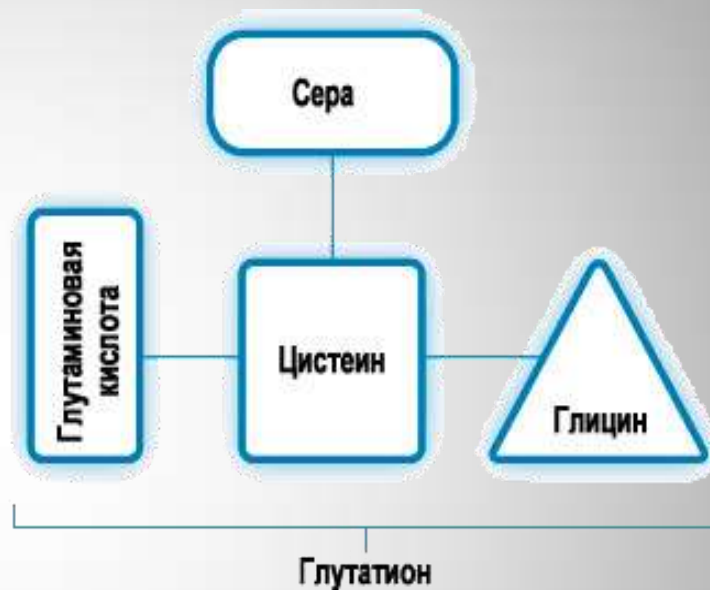 Сера
Глутаминовая
кислота
Цистеин
Глицин
Глутатион